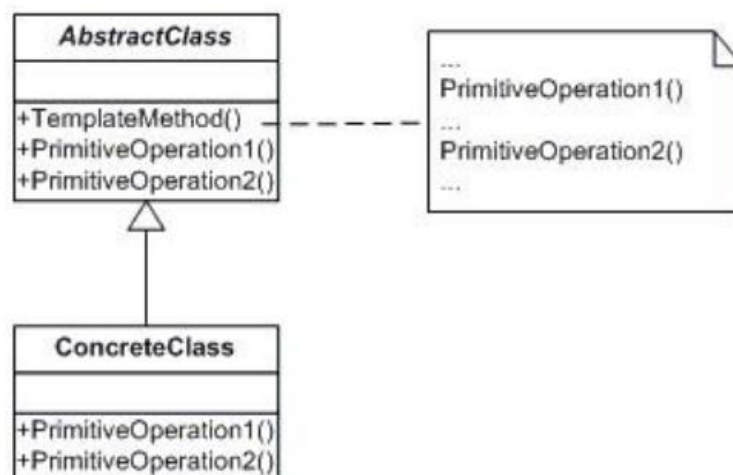 AbstractClass
+TemplateMethod()
+PrimitiveOperation1()
+PrimitiveOperation2()
...
PrimitiveOperation1()
...
PrimitiveOperation2()
...
ConcreteClass
+PrimitiveOperation1()
+PrimitiveOperation2()